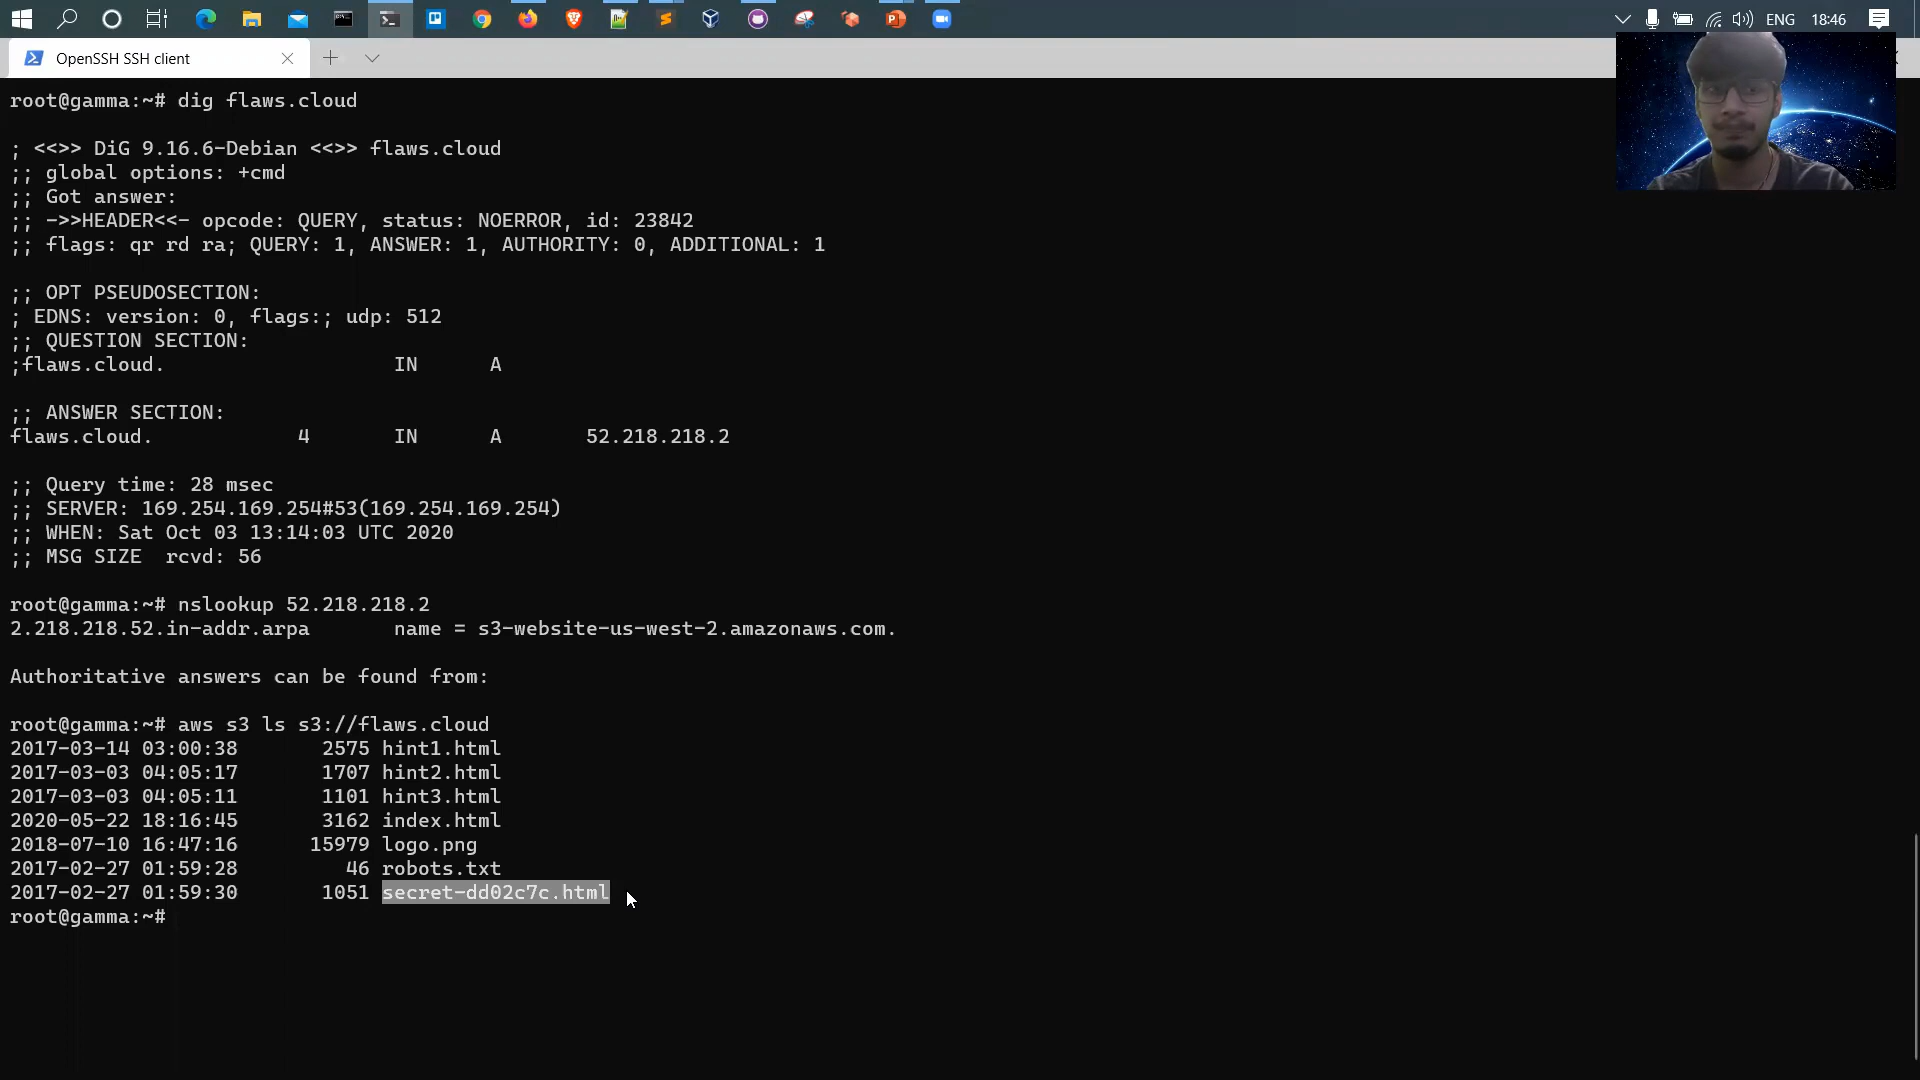 ENG 18:46
OpenSSH SSH client
root@gamma:~# dig flaws.cloud
; <<>> DiG 9.16.6-Debian <<>> flaws.cloud
;; global options: +cmd
;; Got answer:
;; ->>HEADER<<- opcode: QUERY, status: NOERROR, id: 23842
;; flags: qr rd ra; QUERY: 1, ANSWER: 1, AUTHORITY: 0, ADDITIONAL: 1
;; OPT PSEUDOSECTION:
; EDNS: version: 0, flags:; udp: 512
;; QUESTION SECTION:
;flaws.cloud. IN A
;; ANSWER SECTION:
flaws.cloud. 4 IN A 52.218.218.2
;; Query time: 28 msec
;; SERVER: 169.254.169.254#53(169.254.169.254)
;; WHEN: Sat Oct 03 13:14:03 UTC 2020
;; MSG SIZE rcvd: 56
root@gamma:~# nslookup 52.218.218.2
2.218.218.52.in-addr.arpa name = s3-website-us-west-2.amazonaws.com.
Authoritative answers can be found from:
root@gamma:~# aws s3 ls s3://flaws.cloud
2017-03-14 03:00:38 2575 hint1.html
2017-03-03 04:05:17 1707 hint2.html
2017-03-03 04:05:11 1101 hint3.html
2020-05-22 18:16:45 3162 index.html
2018-07-10 16:47:16 15979 logo.png
2017-02-27 01:59:28 46 robots.txt
2017-02-27 01:59:30 1051 secret-dd02c7c.html
root@gamma:~#